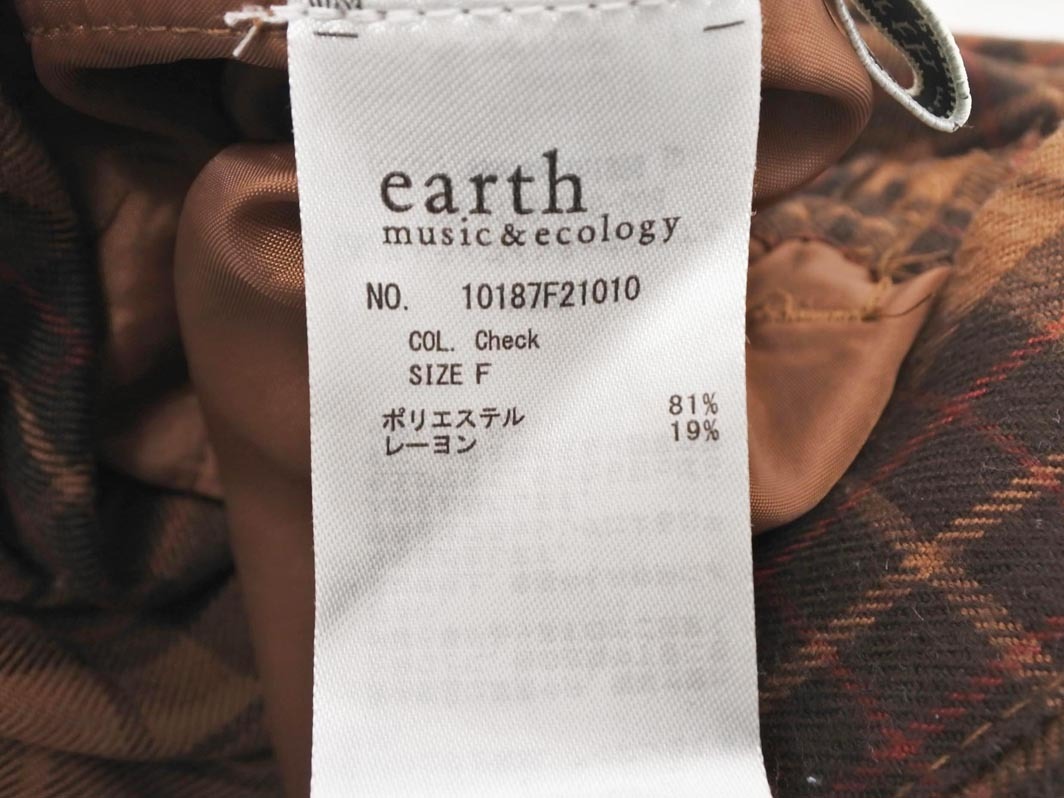 earth
music & ecology
NO. 10187F21010
COL. Check
SIZE F
ポリエステル 81%
レーヨン 19%